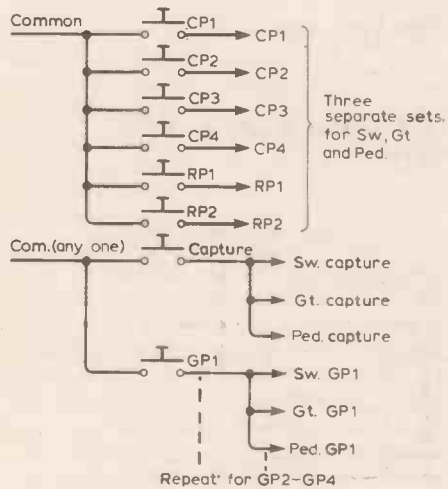 Common
CP1
CP1
CP2
CP2
CP3
CP3
CP4
CP4
RP1
RP1
RP2
RP2
Three
separate sets.
for Sw, Gt
and Ped.
Com.(any one)
Capture
Sw. capture
Gt. capture
Ped. capture
GP1
Sw. GP1
Gt. GP1
Ped. GP1
Repeat for GP2-GP4